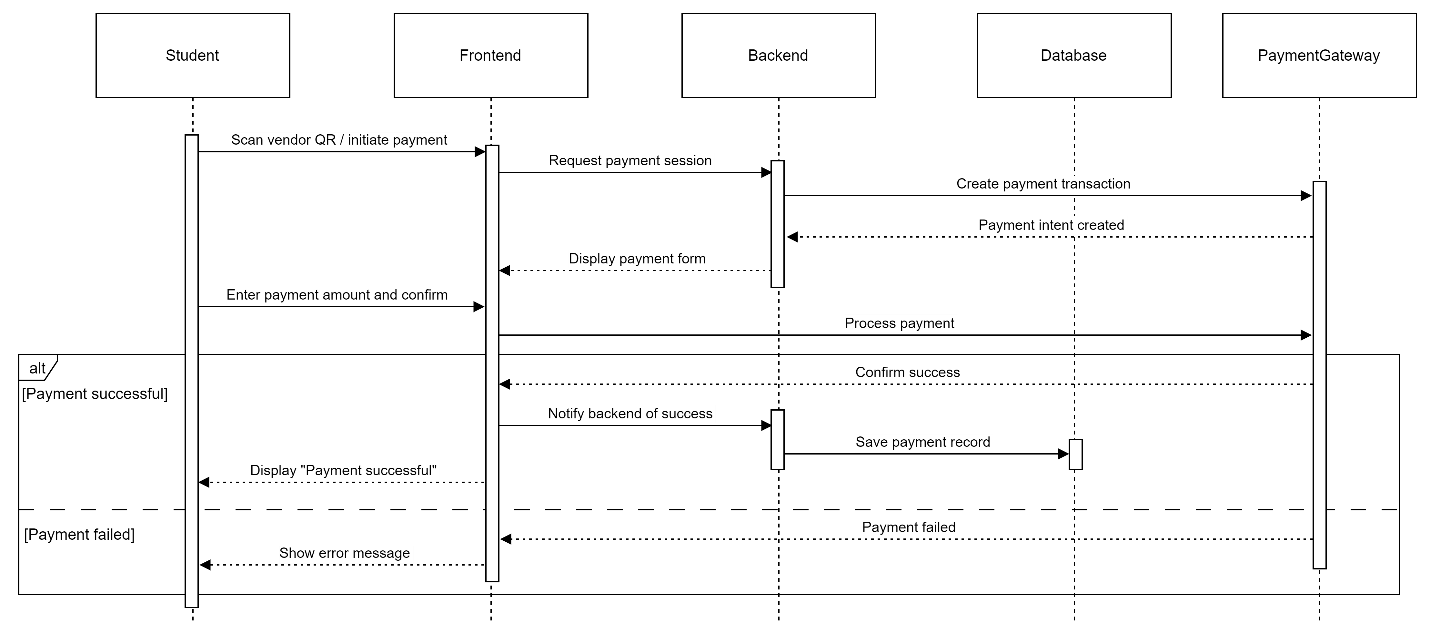 Student
Frontend
Backend
Database
PaymentGateway
Scan vendor QR / initiate payment
Request payment session
Create payment transaction
Payment intent created
Display payment form
Enter payment amount and confirm
Process payment
alt
[Payment successful]
Confirm success
Notify backend of success
Save payment record
Display "Payment successful"
[Payment failed]
Payment failed
Show error message